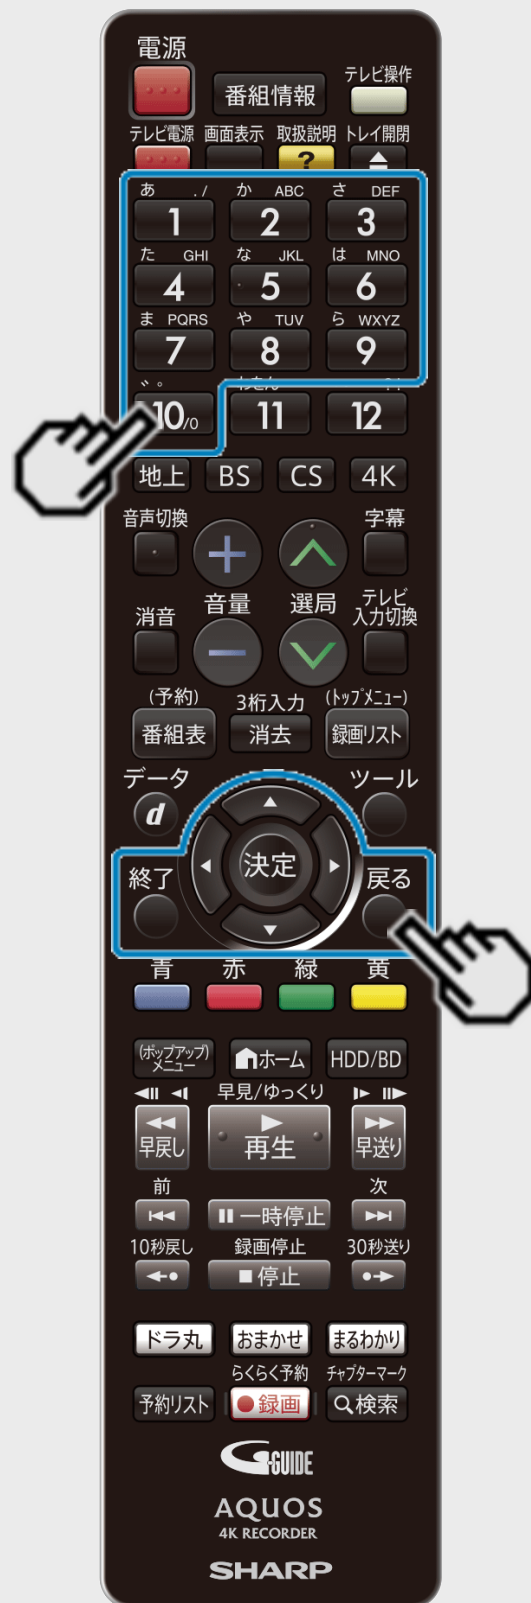 電源
番組情報
テレビ操作
テレビ電源 画面表示 取扱説明 トレイ開閉
?
あ ./ か ABC さ DEF
1 2 3
た GHI な JKL は MNO
4 5 6
ま PQRS や TUV ら WXYZ
7 8 9
゛゜ わをん
10/0 11 12
地上 BS CS 4K
音声切換 字幕
+
消音 音量 選局 テレビ
入力切換
−
(予約) 3桁入力 (トップメニュー)
番組表 消去 録画リスト
データ ツール
d
決定
終了 戻る
青 赤 緑 黄
(ポップアップ)
メニュー ホーム HDD/BD
早見/ゆっくり
早戻し 再生 早送り
前 次
一時停止
10秒戻し 録画停止 30秒送り
停止
ドラ丸 おまかせ まるわかり
らくらく予約 チャプターマーク
予約リスト 録画 検索
G-GUIDE
AQUOS
4K RECORDER
SHARP